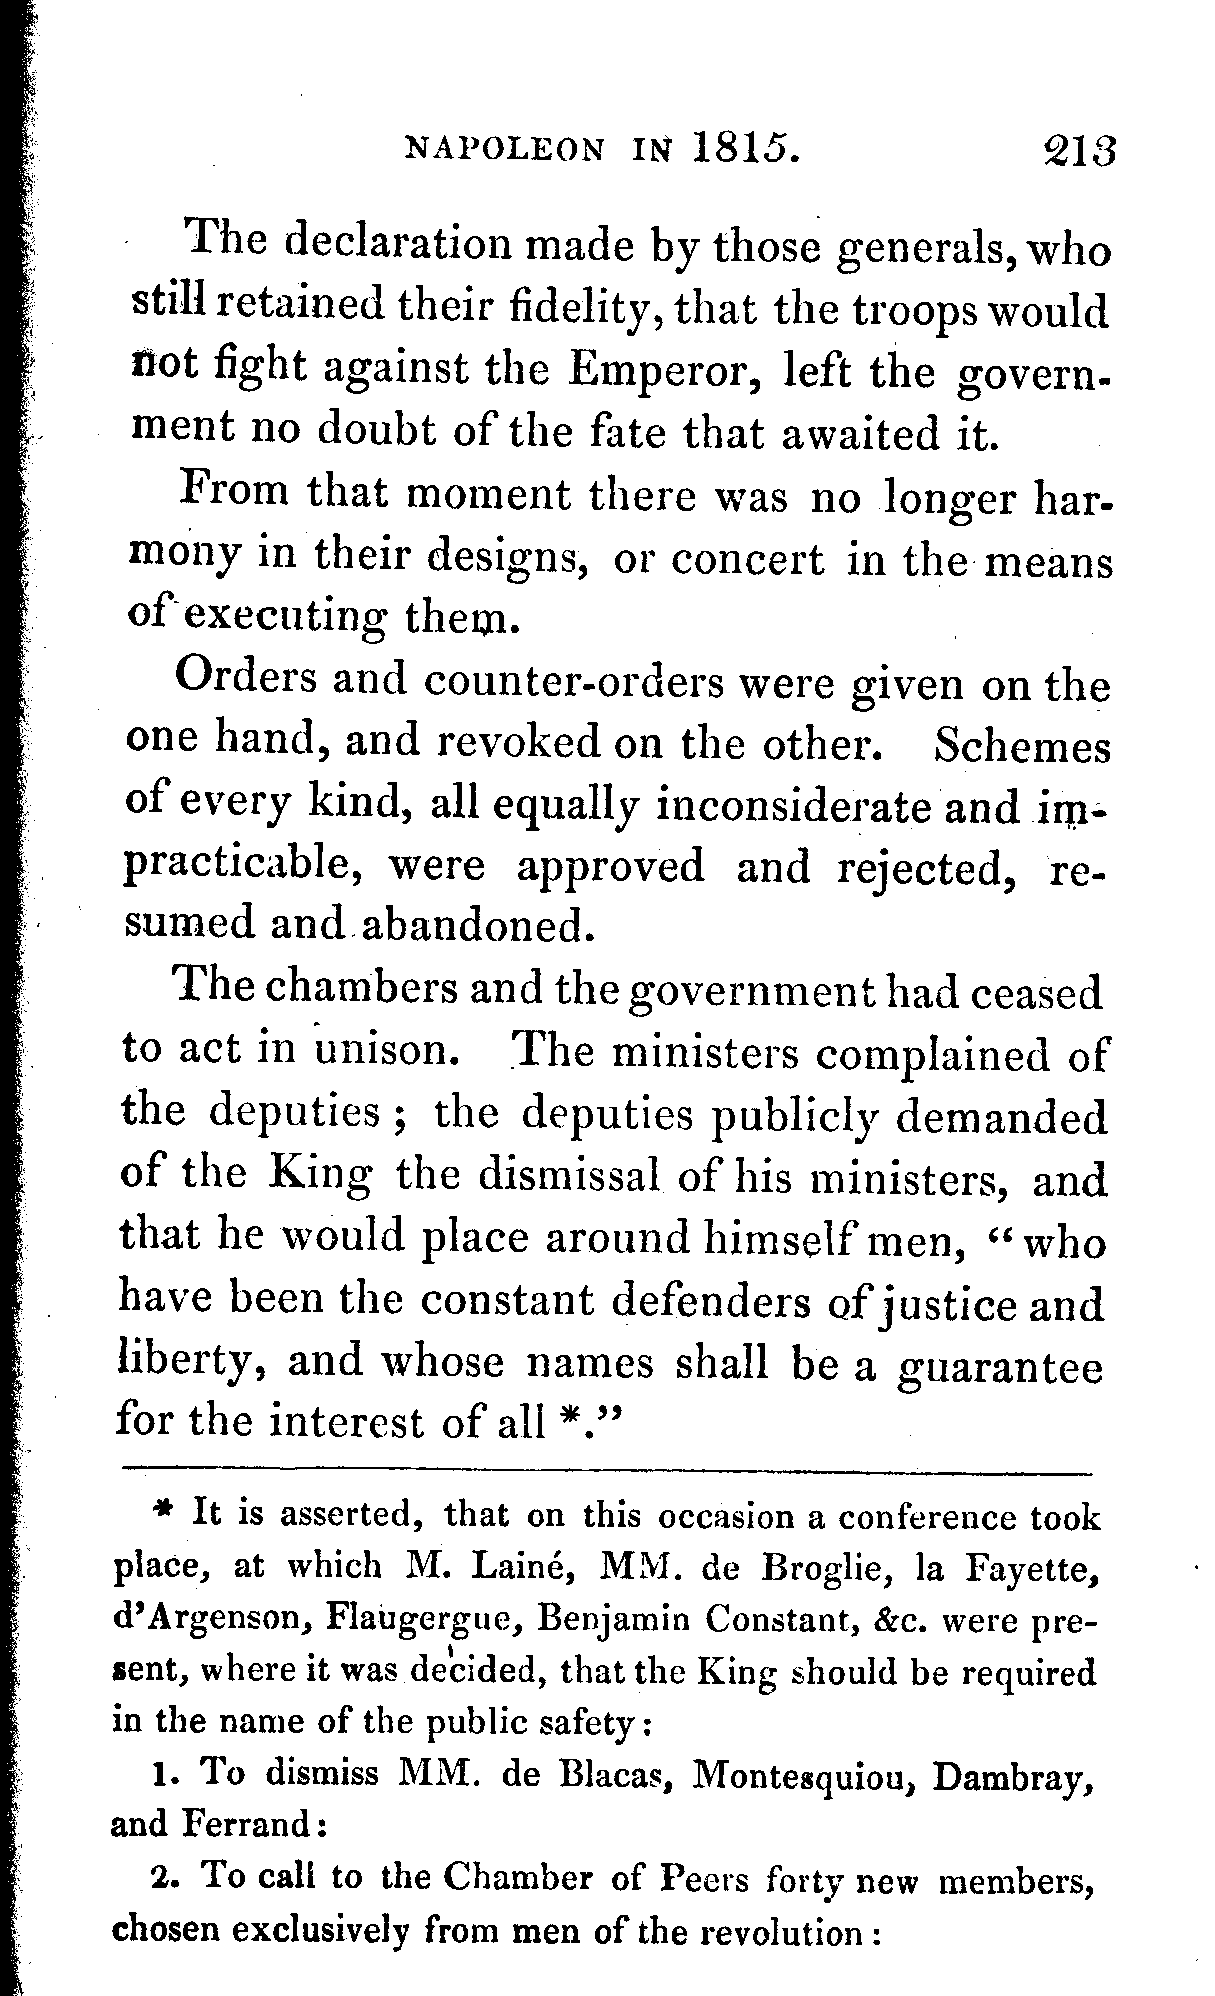 NAPOLEON IN 1815. 213
The declaration made by those generals, who
still retained their fidelity, that the troops would
not fight against the Emperor, left the govern-
ment no doubt of the fate that awaited it.
From that moment there was no longer har-
mony in their designs, or concert in the means
of executing them.
Orders and counter-orders were given on the
one hand, and revoked on the other. Schemes
of every kind, all equally inconsiderate and im-
practicable, were approved and rejected, re-
sumed and abandoned.
The chambers and the government had ceased
to act in unison. The ministers complained of
the deputies; the deputies publicly demanded
of the King the dismissal of his ministers, and
that he would place around himself men, "who
have been the constant defenders of justice and
liberty, and whose names shall be a guarantee
for the interest of all *."
* It is asserted, that on this occasion a conference took
place, at which M. Lainé, MM. de Broglie, la Fayette,
d'Argenson, Flaugergue, Benjamin Constant, &c. were pre-
sent, where it was decided, that the King should be required
in the name of the public safety:
1. To dismiss MM. de Blacas, Montesquiou, Dambray,
and Ferrand:
2. To call to the Chamber of Peers forty new members,
chosen exclusively from men of the revolution: